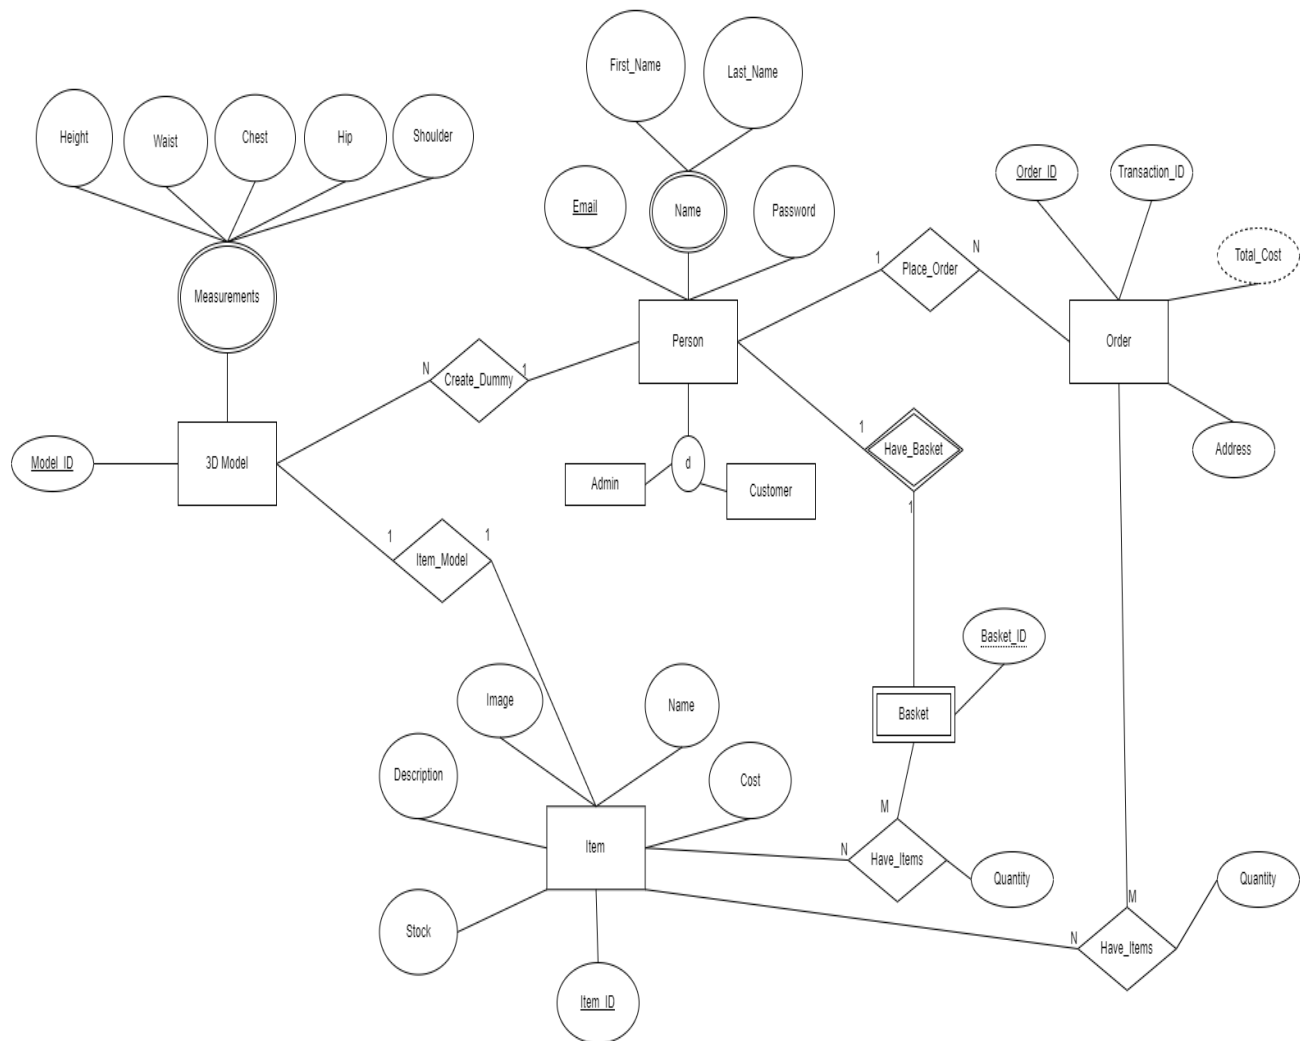 First_Name
Last_Name
Height
Waist
Chest
Hip
Shoulder
Order_ID
Transaction_ID
Email
Name
Password
Total_Cost
Measurements
1
Place_Order
N
Person
Order
N
Create_Dummy
1
Model_ID
3D Model
1
Have_Basket
1
Address
d
Admin
Customer
1
Item_Model
1
Basket_ID
Image
Name
Basket
Description
Cost
M
Item
N
Have_Items
Quantity
Quantity
M
Stock
N
Have_Items
Item_ID